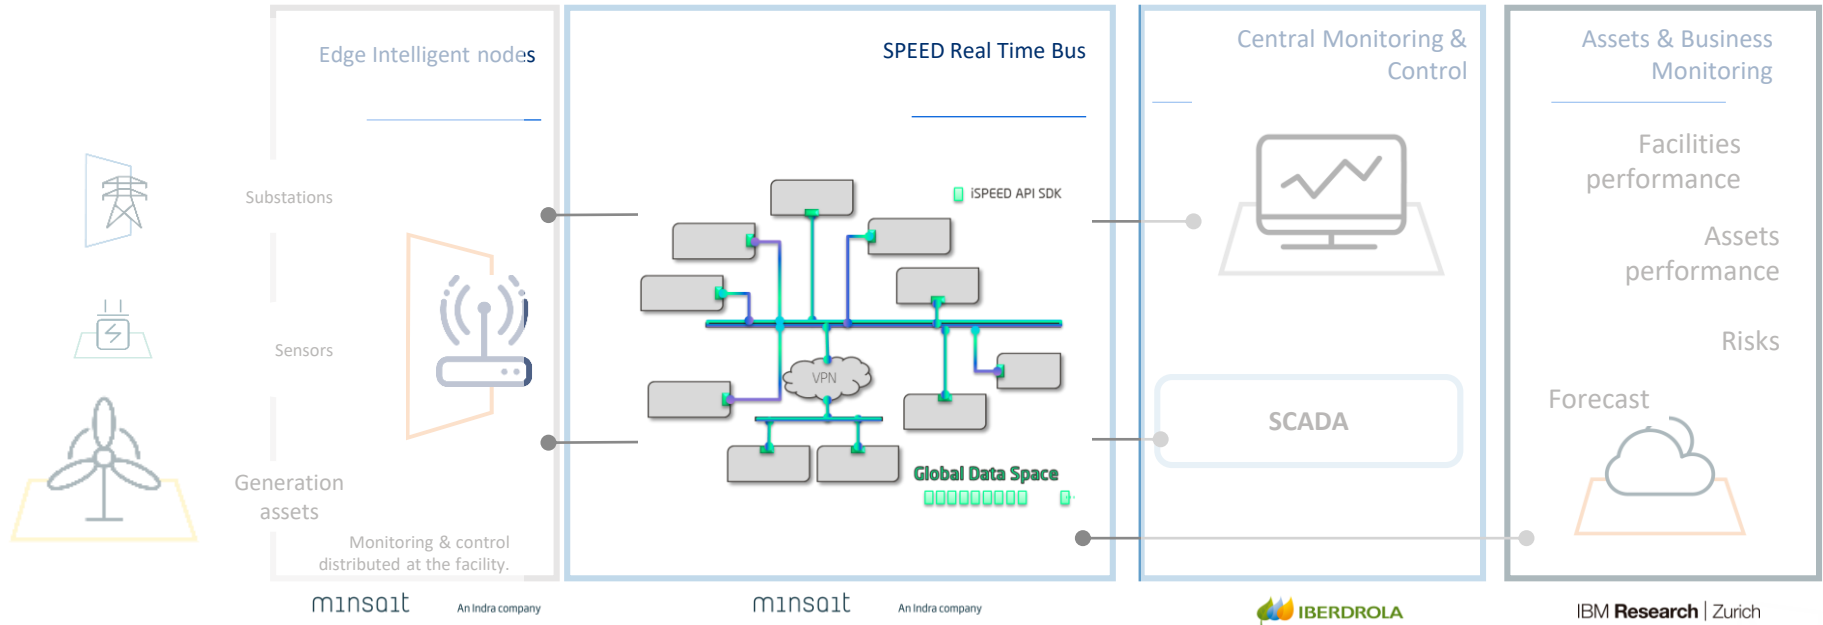 Edge Intelligent nodes
Substations
Sensors
Generation
assets
Monitoring & control
distributed at the facility.
minsait
An Indra company
SPEED Real Time Bus
iSPEED API SDK
VPN
Global Data Space
minsait
An Indra company
Central Monitoring &
Control
SCADA
IBERDROLA
Assets & Business
Monitoring
Facilities
performance
Assets
performance
Risks
Forecast
IBM Research | Zurich